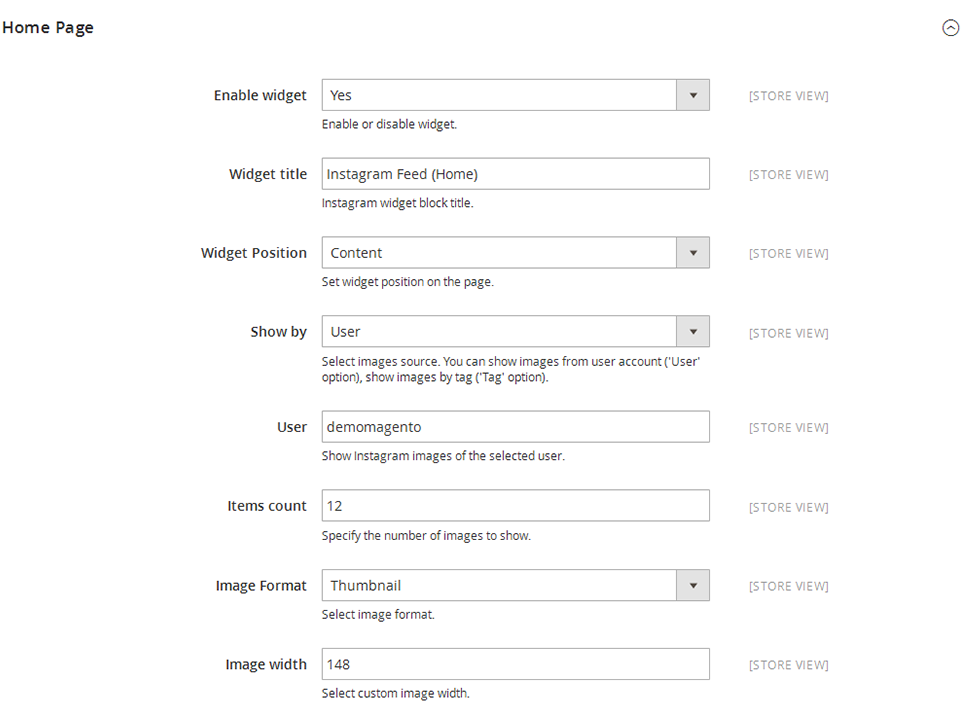 Home Page
Enable widget Yes [STORE VIEW]
Enable or disable widget.
Widget title Instagram Feed (Home) [STORE VIEW]
Instagram widget block title.
Widget Position Content [STORE VIEW]
Set widget position on the page.
Show by User [STORE VIEW]
Select images source. You can show images from user account ('User'
option), show images by tag ('Tag' option).
User demomagento [STORE VIEW]
Show Instagram images of the selected user.
Items count 12 [STORE VIEW]
Specify the number of images to show.
Image Format Thumbnail [STORE VIEW]
Select image format.
Image width 148 [STORE VIEW]
Select custom image width.